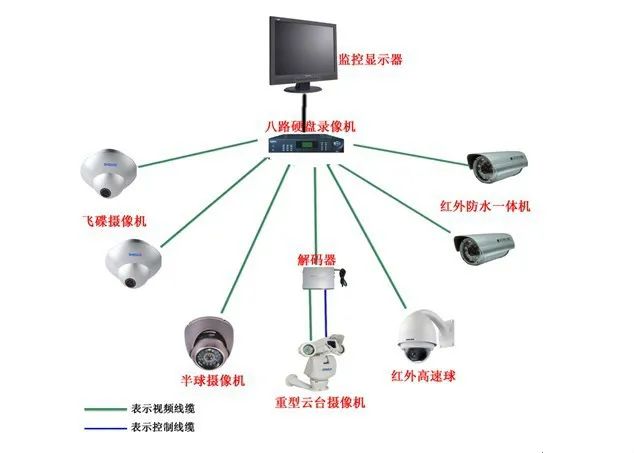 监控显示器
八路硬盘录像机
飞碟摄像机
红外防水一体机
解码器
半球摄像机
重型云台摄像机
红外高速球
表示视频线缆
表示控制线缆